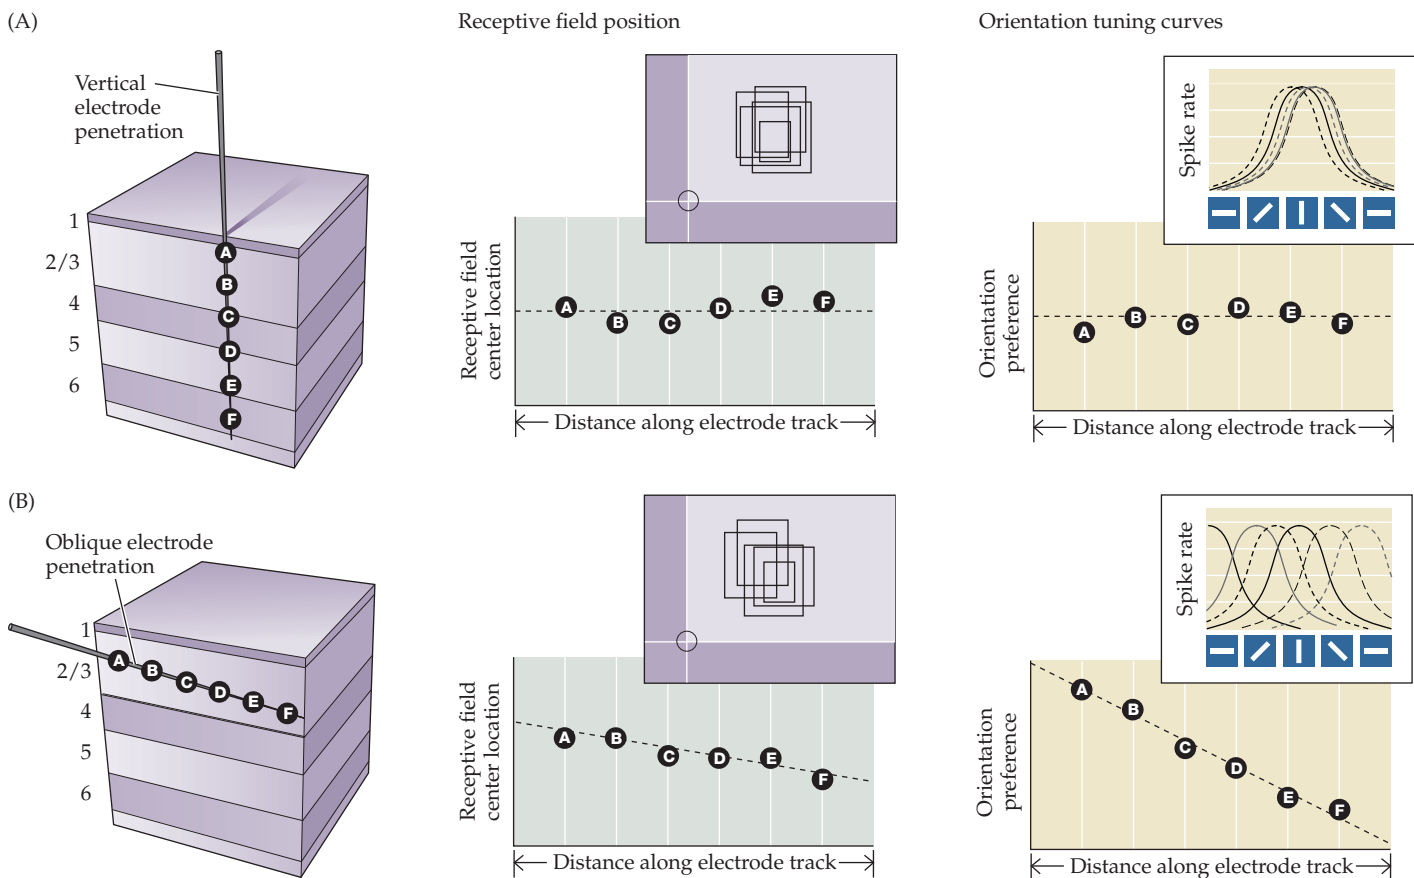 (A)
Receptive field position
Orientation tuning curves
Vertical
electrode
penetration
1
2/3
4
5
6
A
B
C
D
E
F
Receptive field
center location
A
B
C
D
E
F
Distance along electrode track
Spike rate
Orientation
preference
A
B
C
D
E
F
Distance along electrode track
(B)
Oblique electrode
penetration
1
2/3
4
5
6
A
B
C
D
E
F
Receptive field
center location
A
B
C
D
E
F
Distance along electrode track
Spike rate
Orientation
preference
A
B
C
D
E
F
Distance along electrode track